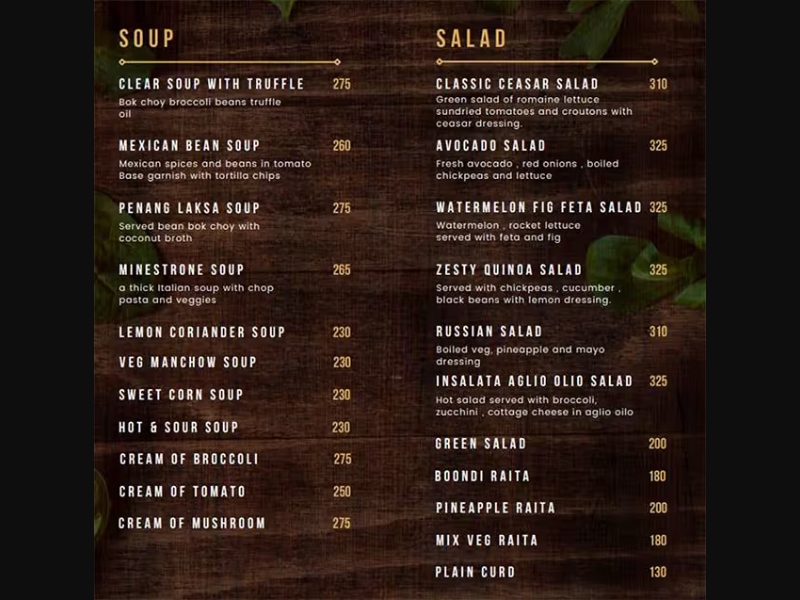 SOUP
CLEAR SOUP WITH TRUFFLE 275
Bok choy broccoli beans truffle
oil
MEXICAN BEAN SOUP 260
Mexican spices and beans in tomato
Base garnish with tortilla chips
PENANG LAKSA SOUP 275
Served bean bok choy with
coconut broth
MINESTRONE SOUP 265
a thick Italian soup with chop
pasta and veggies
LEMON CORIANDER SOUP 230
VEG MANCHOW SOUP 230
SWEET CORN SOUP 230
HOT & SOUR SOUP 230
CREAM OF BROCCOLI 275
CREAM OF TOMATO 250
CREAM OF MUSHROOM 275
SALAD
CLASSIC CEASAR SALAD 310
Green salad of romaine lettuce
sundried tomatoes and croutons with
ceasar dressing.
AVOCADO SALAD 325
Fresh avocado , red onions , boiled
chickpeas and lettuce
WATERMELON FIG FETA SALAD 325
Watermelon , rocket lettuce
served with feta and fig
ZESTY QUINOA SALAD 325
Served with chickpeas , cucumber ,
black beans with lemon dressing.
RUSSIAN SALAD 310
Boiled veg, pineapple and mayo
dressing
INSALATA AGLIO OLIO SALAD 325
Hot salad served with broccoli,
zucchini , cottage cheese in aglio oilo
GREEN SALAD 200
BOONDI RAITA 180
PINEAPPLE RAITA 200
MIX VEG RAITA 180
PLAIN CURD 130